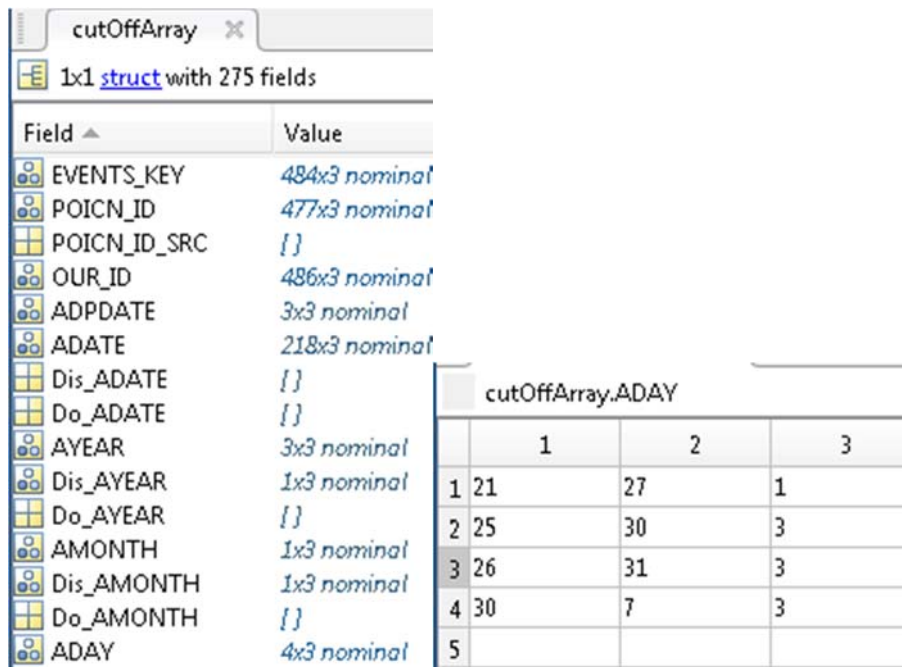 cutOffArray
1x1 struct with 275 fields
Field Value
EVENTS_KEY 484x3 nominal
POICN_ID 477x3 nominal
POICN_ID_SRC []
OUR_ID 486x3 nominal
ADPDATE 3x3 nominal
ADATE 218x3 nominal
Dis_ADATE []
Do_ADATE []
AYEAR 3x3 nominal
Dis_AYEAR 1x3 nominal
Do_AYEAR []
AMONTH 1x3 nominal
Dis_AMONTH 1x3 nominal
Do_AMONTH []
ADAY 4x3 nominal
cutOffArray.ADAY
1 2 3
1 21 27 1
2 25 30 3
3 26 31 3
4 30 7 3
5